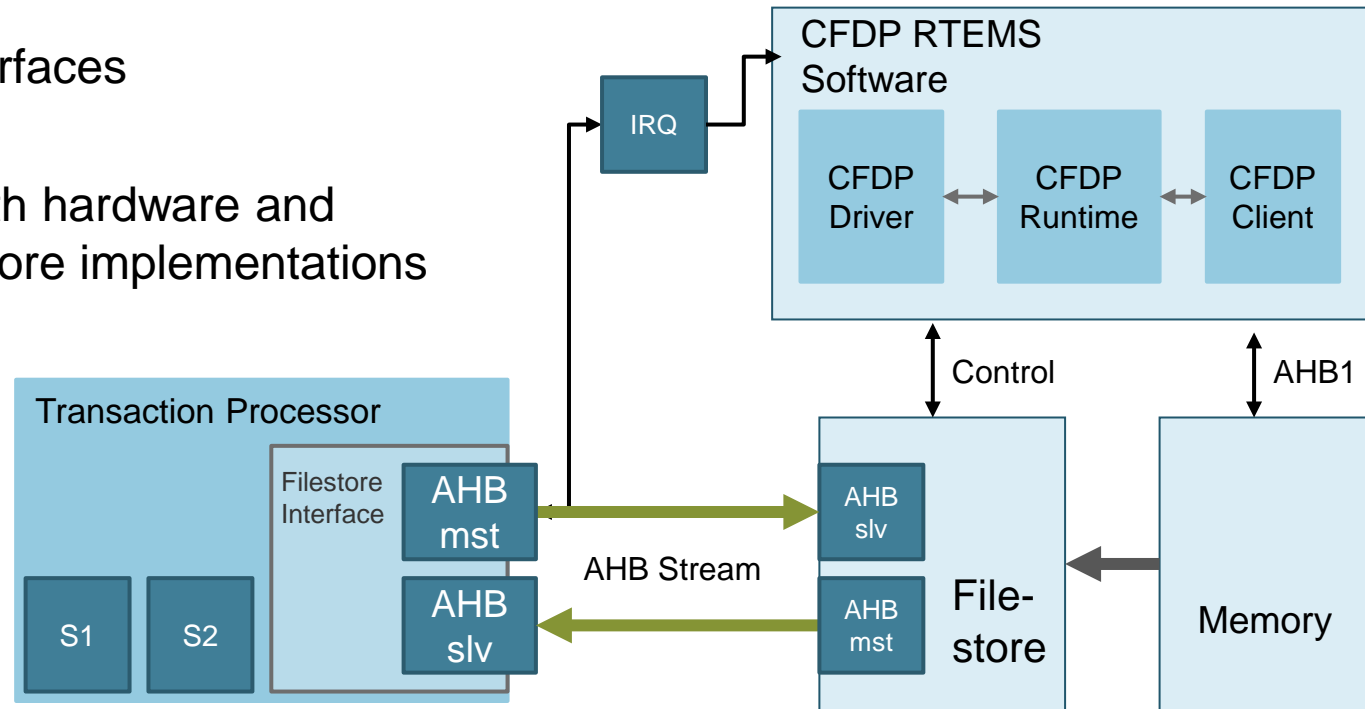 rfaces
th hardware and
ore implementations
CFDP RTEMS
Software
IRQ
CFDP
Driver
CFDP
Runtime
CFDP
Client
Control
AHB1
Transaction Processor
Filestore
Interface
AHB
mst
AHB
slv
S1
S2
AHB Stream
AHB
slv
AHB
mst
File-
store
Memory